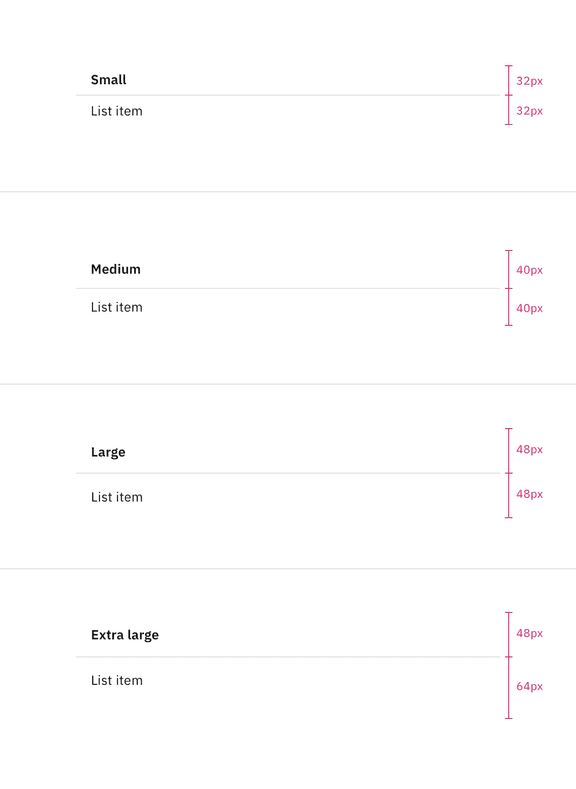 Small
32px
List item
32px
Medium
40px
List item
40px
Large
48px
List item
48px
Extra large
48px
List item
64px